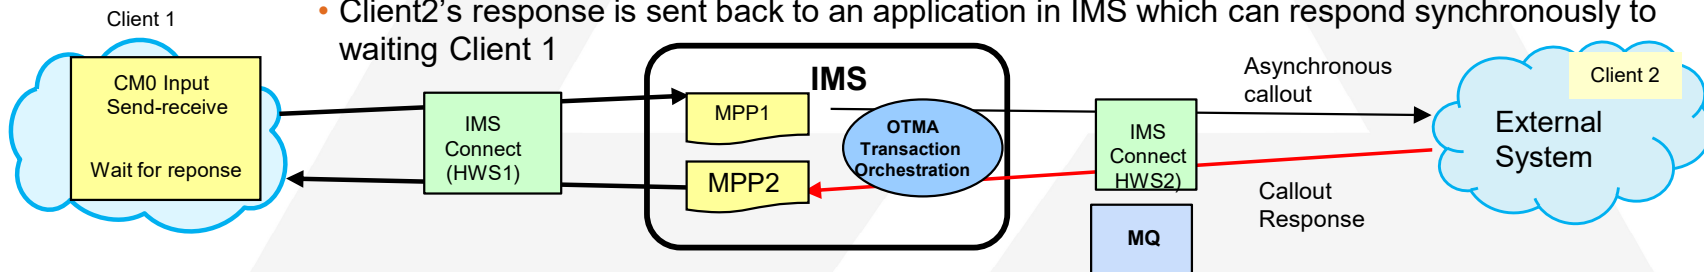 • Client2’s response is sent back to an application in IMS which can respond synchronously to
waiting Client 1
Client 1
CM0 Input
Send-receive
Wait for reponse
IMS
Connect
(HWS1)
IMS
MPP1
MPP2
OTMA
Transaction
Orchestration
IMS
Connect
HWS2)
MQ
Asynchronous
callout
Callout
Response
Client 2
External
System